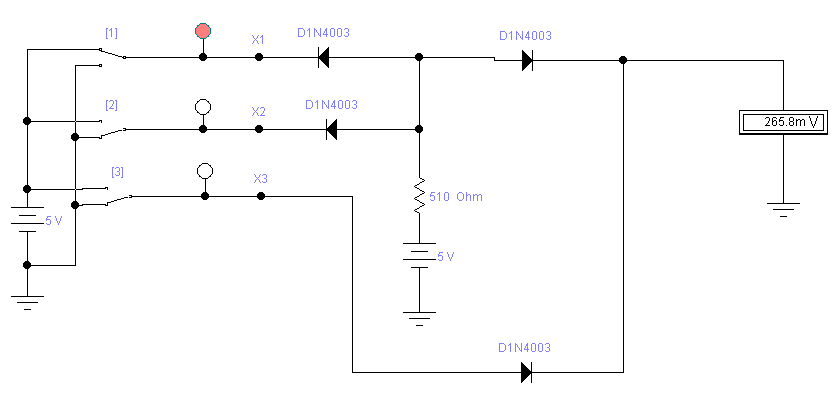 [1]
X1
D1N4003
D1N4003
[2]
X2
D1N4003
265.8m V
[3]
X3
510 Ohm
5 V
5 V
D1N4003